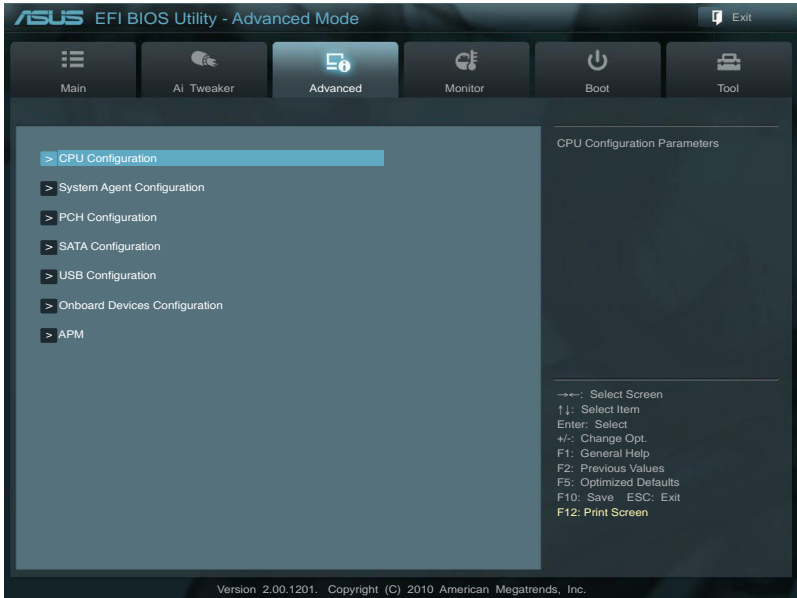 ASUS EFI BIOS Utility - Advanced Mode
Exit
Main
Ai Tweaker
Advanced
Monitor
Boot
Tool
> CPU Configuration
> System Agent Configuration
> PCH Configuration
> SATA Configuration
> USB Configuration
> Onboard Devices Configuration
> APM
CPU Configuration Parameters
→←: Select Screen
↑↓: Select Item
Enter: Select
+/-: Change Opt.
F1: General Help
F2: Previous Values
F5: Optimized Defaults
F10: Save ESC: Exit
F12: Print Screen
Version 2.00.1201. Copyright (C) 2010 American Megatrends, Inc.